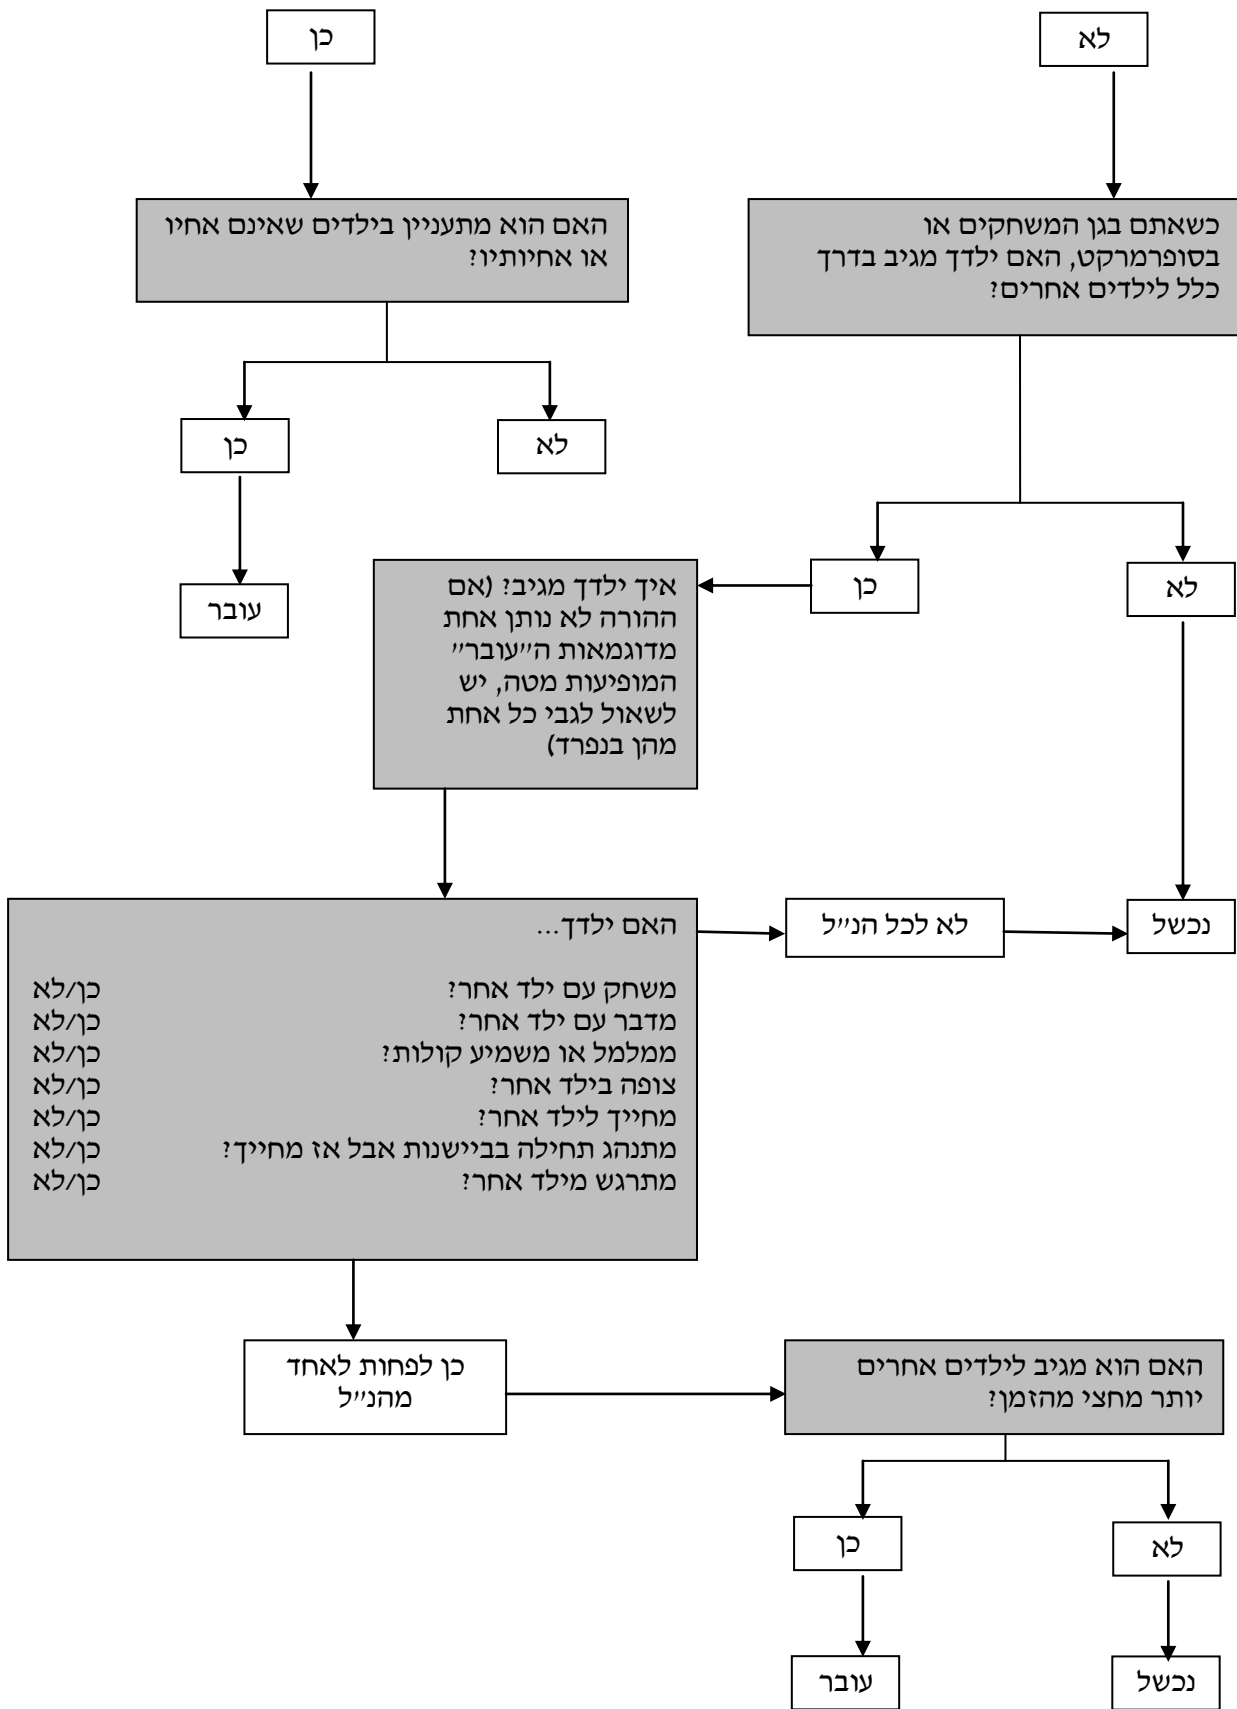 כן
לא
האם הוא מתעניין בילדים שאינם אחיו
או אחיותיו?
כשאתם בגן המשחקים או
בסופרמרקט, האם ילדך מגיב בדרך
כלל לילדים אחרים?
כן
לא
עובר
כן
לא
איך ילדך מגיב? (אם
ההורה לא נותן אחת
מדוגמאות ה״עובר״
המופיעות מטה, יש
לשאול לגבי כל אחת
מהן בנפרד)
האם ילדך...
משחק עם ילד אחר? כן/לא
מדבר עם ילד אחר? כן/לא
ממלמל או משמיע קולות? כן/לא
צופה בילד אחר? כן/לא
מחייך לילד אחר? כן/לא
מתנהג תחילה בביישנות אבל אז מחייך? כן/לא
מתרגש מילד אחר? כן/לא
לא לכל הנ״ל
נכשל
כן לפחות לאחד
מהנ״ל
האם הוא מגיב לילדים אחרים
יותר מחצי מהזמן?
כן
לא
עובר
נכשל